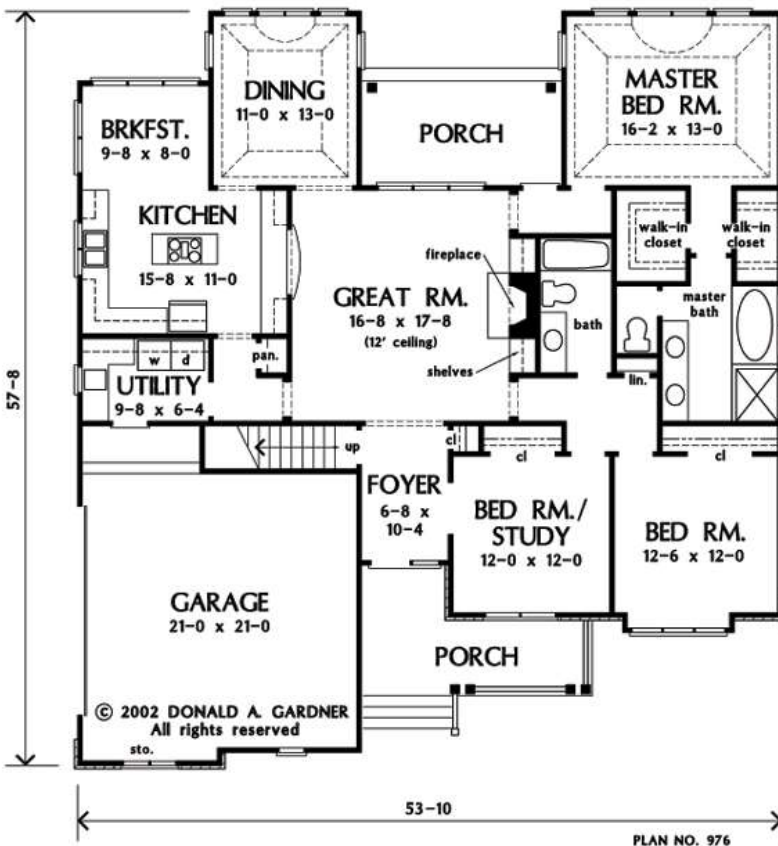 DINING
11-0 x 13-0
MASTER
BED RM.
16-2 x 13-0
BRKFST.
9-8 x 8-0
PORCH
KITCHEN
15-8 x 11-0
walk-in
closet
walk-in
closet
fireplace
GREAT RM.
16-8 x 17-8
(12' ceiling)
master
bath
bath
shelves
pan.
w
d
UTILITY
9-8 x 6-4
lin.
57-8
up
cl
cl
cl
FOYER
6-8 x
10-4
BED RM./
STUDY
12-0 x 12-0
BED RM.
12-6 x 12-0
GARAGE
21-0 x 21-0
PORCH
© 2002 DONALD A. GARDNER
All rights reserved
sto.
53-10
PLAN NO. 976